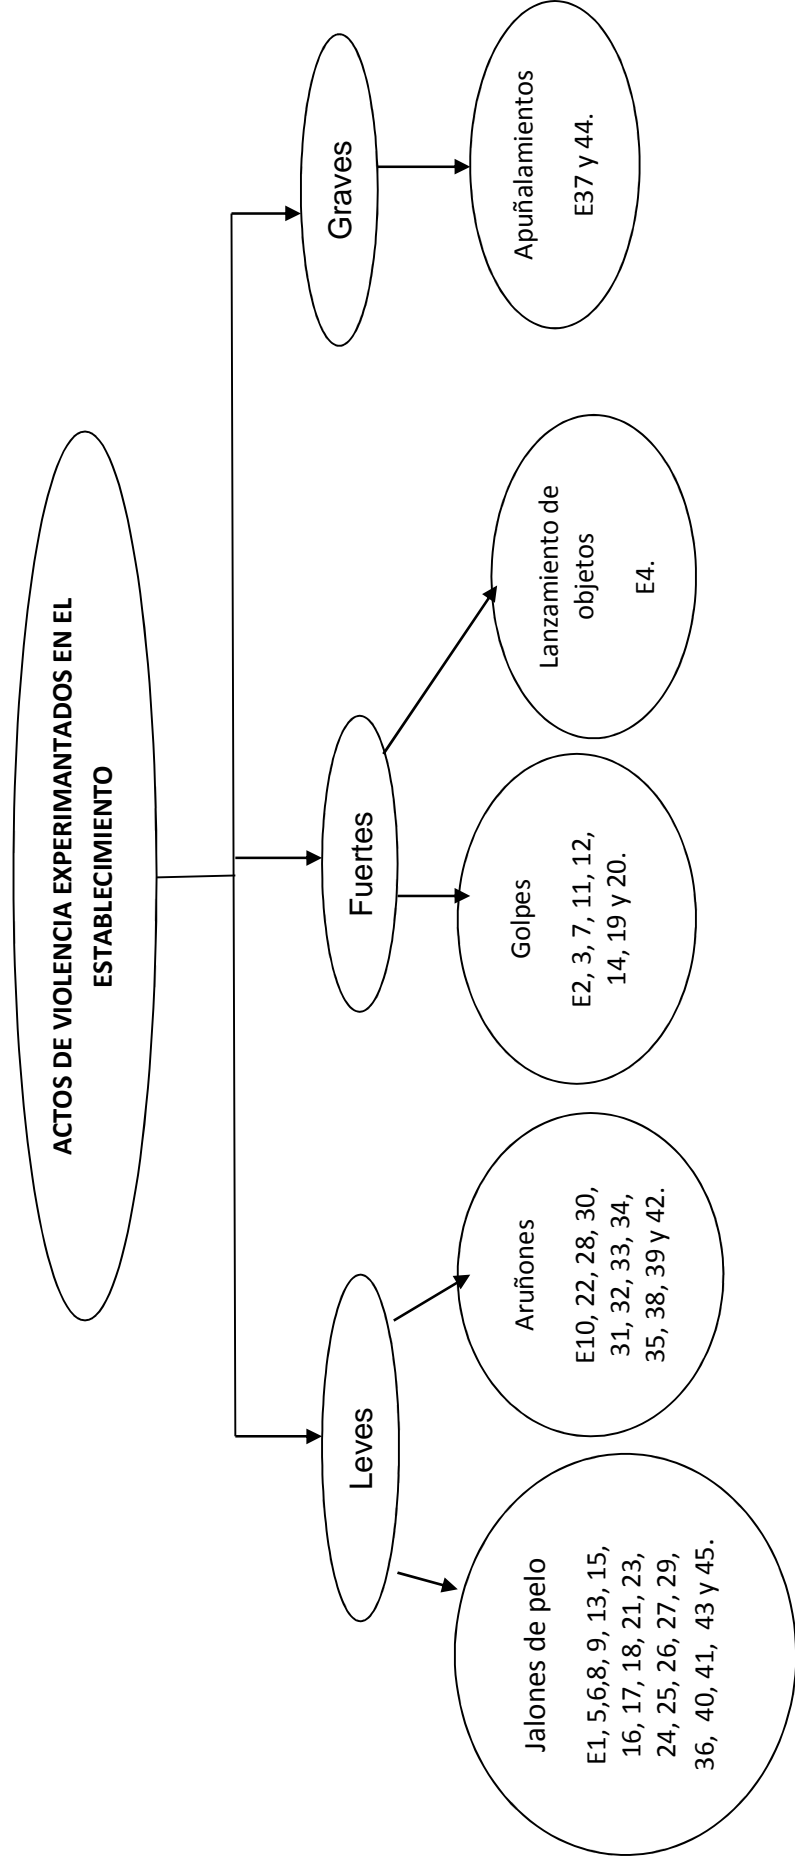 ACTOS DE VIOLENCIA EXPERIMANTADOS EN EL
ESTABLECIMIENTO
Leves
Fuertes
Graves
Jalones de pelo
E1, 5,6,8, 9, 13, 15,
16, 17, 18, 21, 23,
24, 25, 26, 27, 29,
36, 40, 41, 43 y 45.
Aruñones
E10, 22, 28, 30,
31, 32, 33, 34,
35, 38, 39 y 42.
Golpes
E2, 3, 7, 11, 12,
14, 19 y 20.
Lanzamiento de
objetos
E4.
Apuñalamientos
E37 y 44.